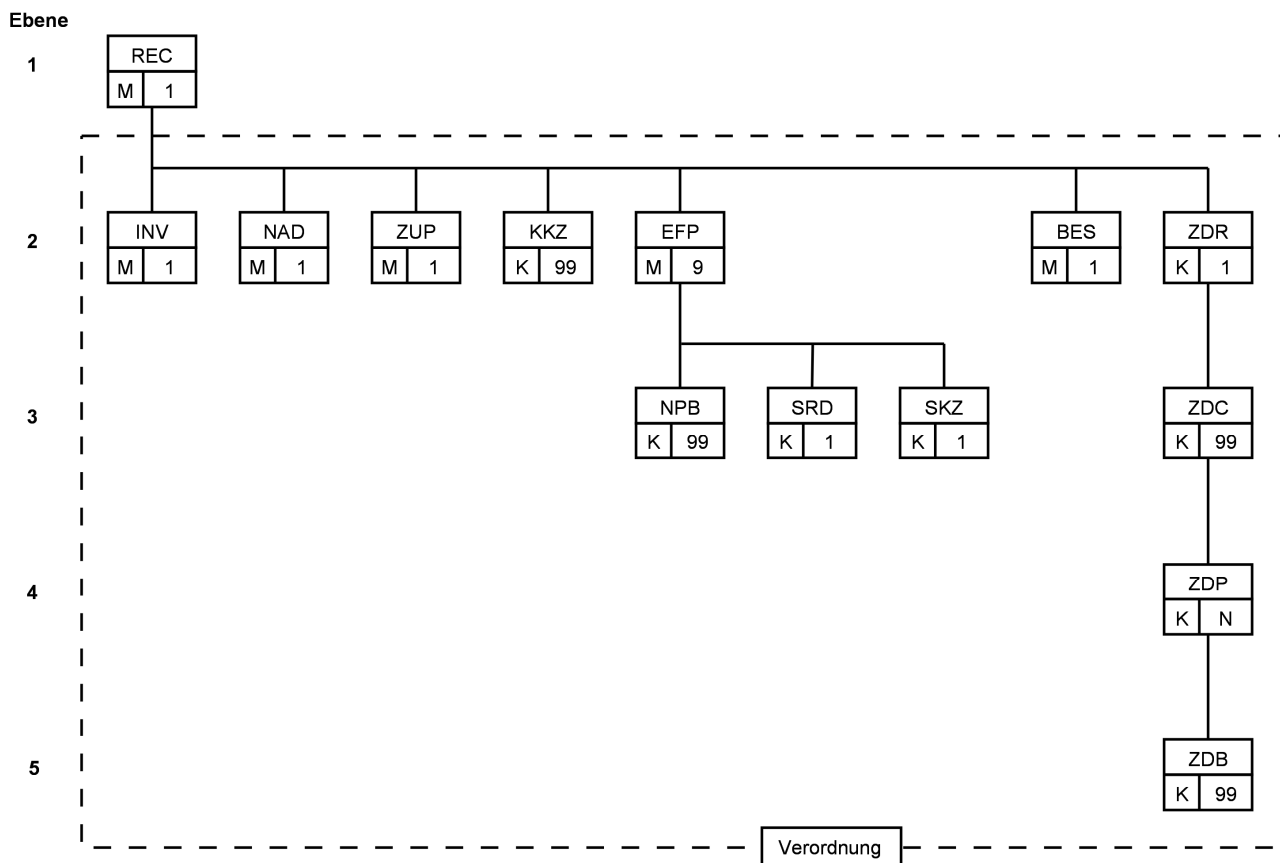 Ebene
1
REC
M 1
2
INV NAD ZUP KKZ EFP BES ZDR
M 1 M 1 M 1 K 99 M 9 M 1 K 1
3
NPB SRD SKZ ZDC
K 99 K 1 K 1 K 99
4
ZDP
K N
5
ZDB
K 99
Verordnung